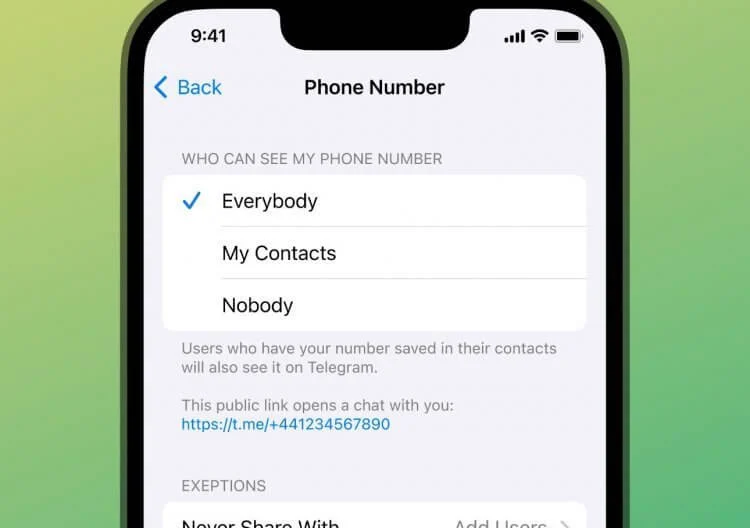 9:41
Back
Phone Number
WHO CAN SEE MY PHONE NUMBER
Everybody
My Contacts
Nobody
Users who have your number saved in their contacts
will also see it on Telegram.
This public link opens a chat with you:
https://t.me/+441234567890
EXEPTIONS
Never Share With
Add Users